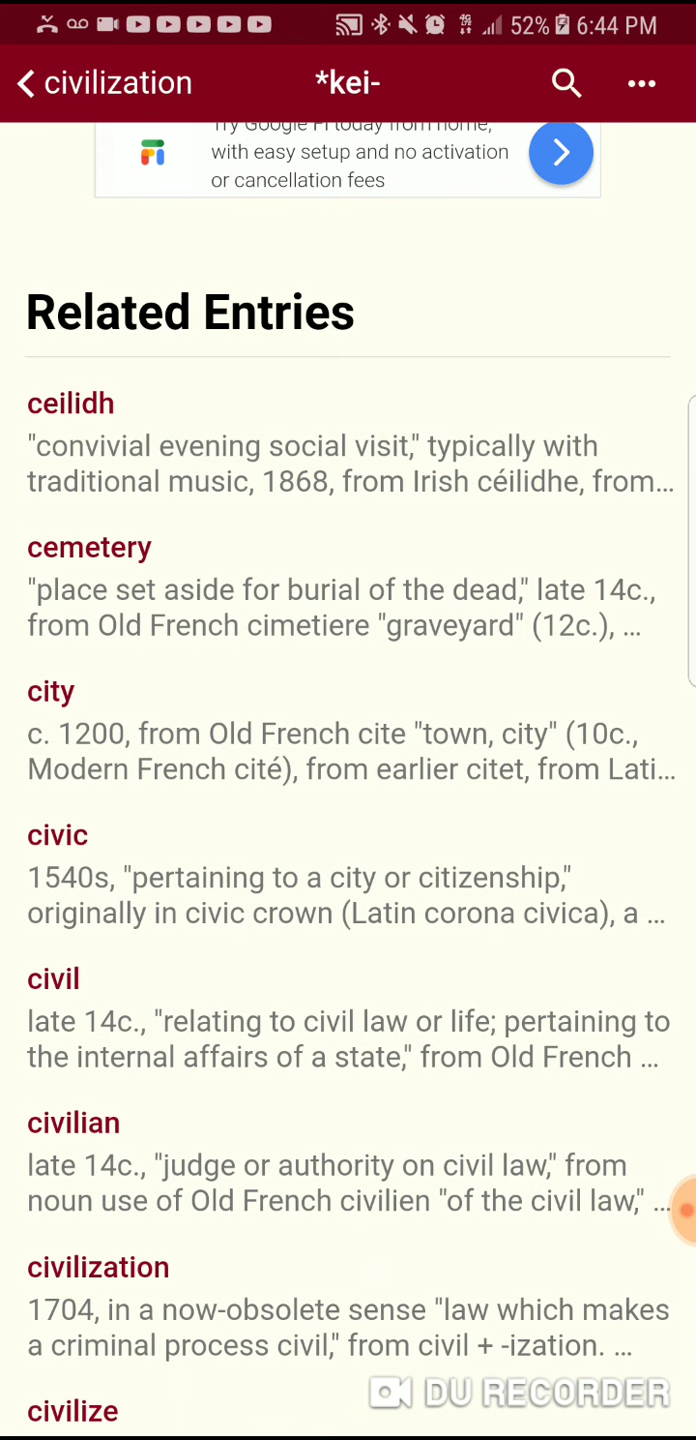 52% 6:44 PM
civilization *kei-
Try Google Fi today from home,
with easy setup and no activation
or cancellation fees
Related Entries
ceilidh
"convivial evening social visit," typically with
traditional music, 1868, from Irish céilidhe, from...
cemetery
"place set aside for burial of the dead," late 14c.,
from Old French cimetiere "graveyard" (12c.), ...
city
c. 1200, from Old French cite "town, city" (10c.,
Modern French cité), from earlier citet, from Lati...
civic
1540s, "pertaining to a city or citizenship,"
originally in civic crown (Latin corona civica), a ...
civil
late 14c., "relating to civil law or life; pertaining to
the internal affairs of a state," from Old French ...
civilian
late 14c., "judge or authority on civil law," from
noun use of Old French civilien "of the civil law," ...
civilization
1704, in a now-obsolete sense "law which makes
a criminal process civil," from civil + -ization. ...
DU RECORDER
civilize